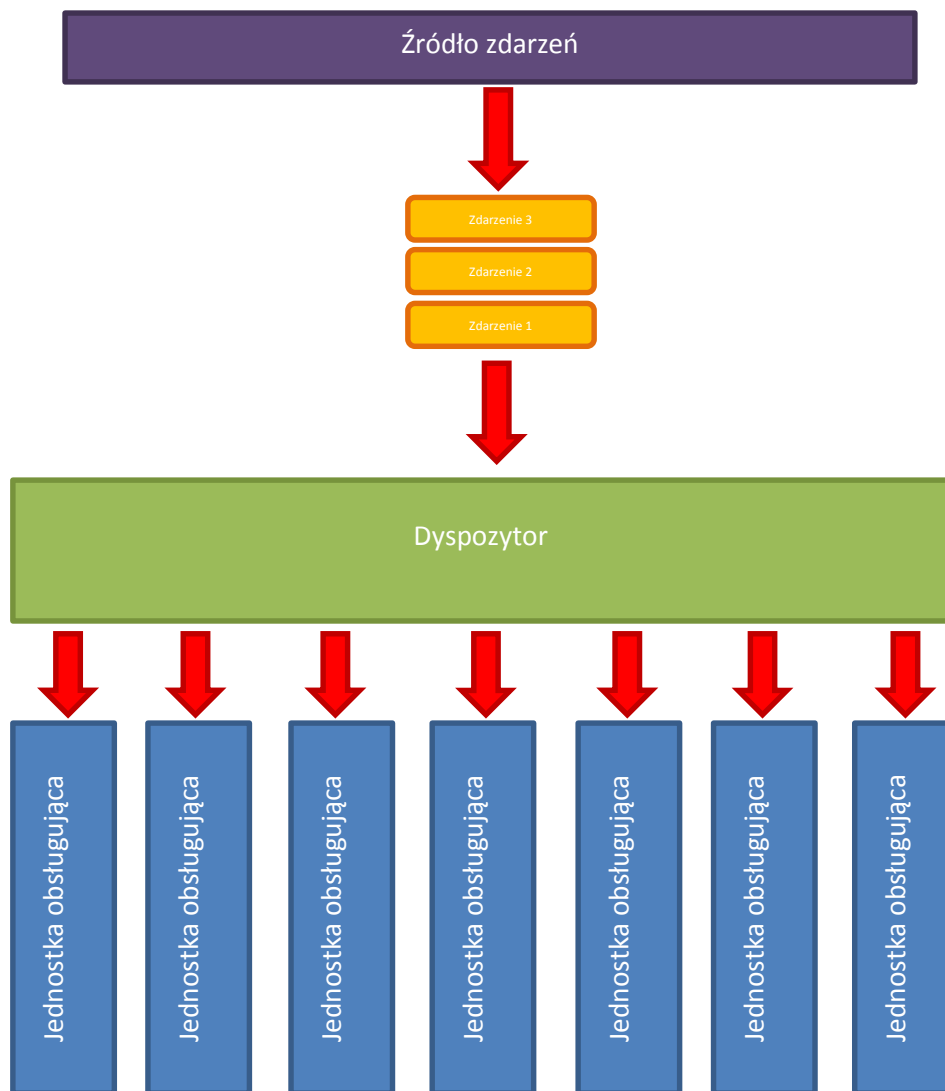 Źródło zdarzeń
Zdarzenie 3
Zdarzenie 2
Zdarzenie 1
Dyspozytor
Jednostka obsługująca
Jednostka obsługująca
Jednostka obsługująca
Jednostka obsługująca
Jednostka obsługująca
Jednostka obsługująca
Jednostka obsługująca